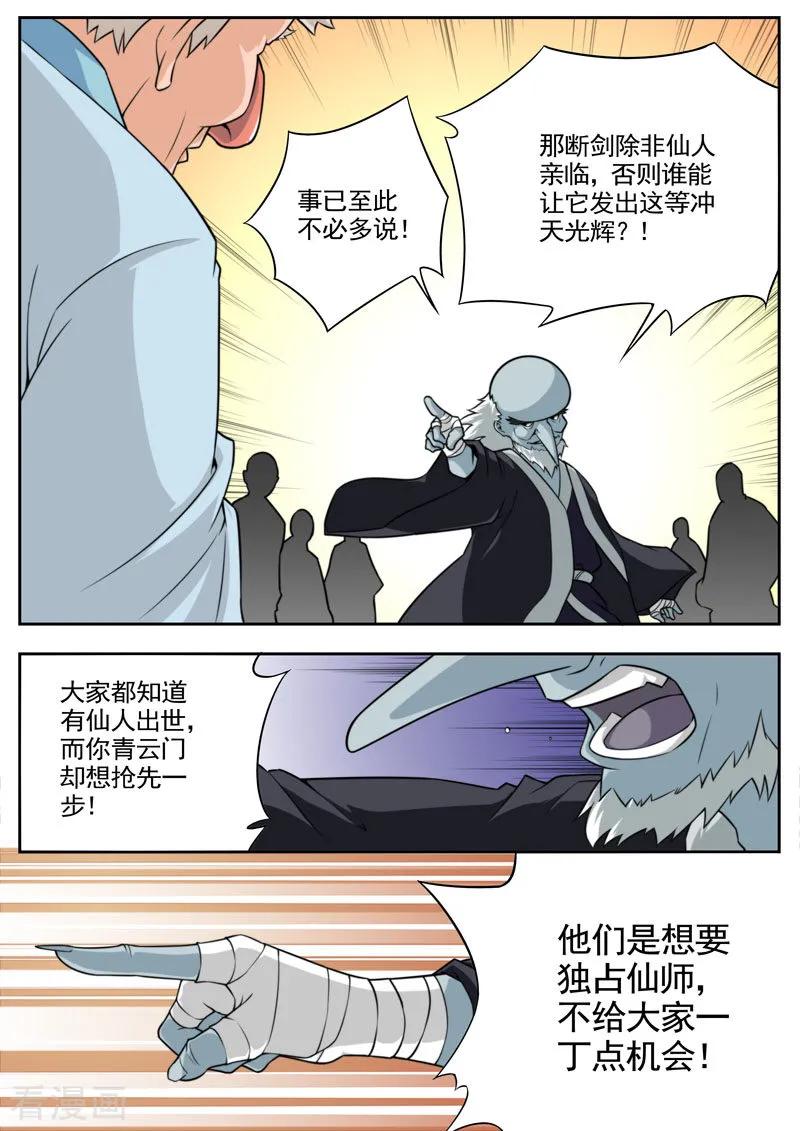 事已至此
不必多说！
那断剑除非仙人
亲临，否则谁能
让它发出这等冲
天光辉？！
大家都知道
有仙人出世，
而你青云门
却想抢先一
步！
他们是想要
独占仙师，
不给大家一
丁点机会！
看漫画